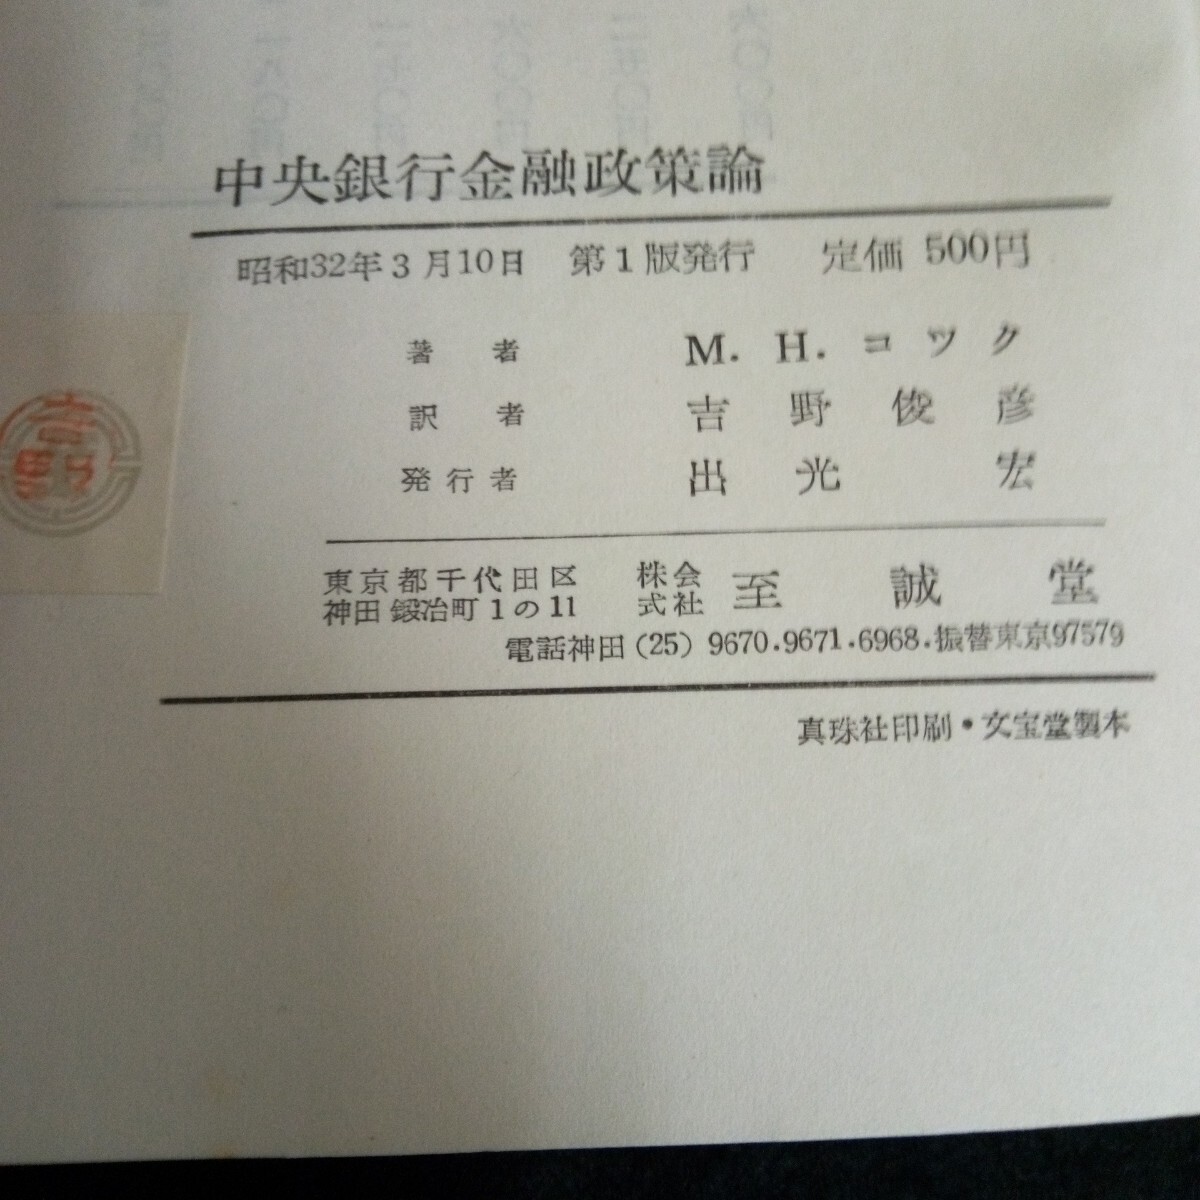 中央銀行金融政策論
昭和32年3月10日 第1版発行 定価 500円
著者 M. H. コツク
訳者 吉野俊彦
発行者 出光宏
東京都千代田区
神田鍛冶町1の11
株式会社 至誠堂
電話神田(25) 9670.9671.6968.振替東京97579
真珠社印刷・文宝堂製本
吉野